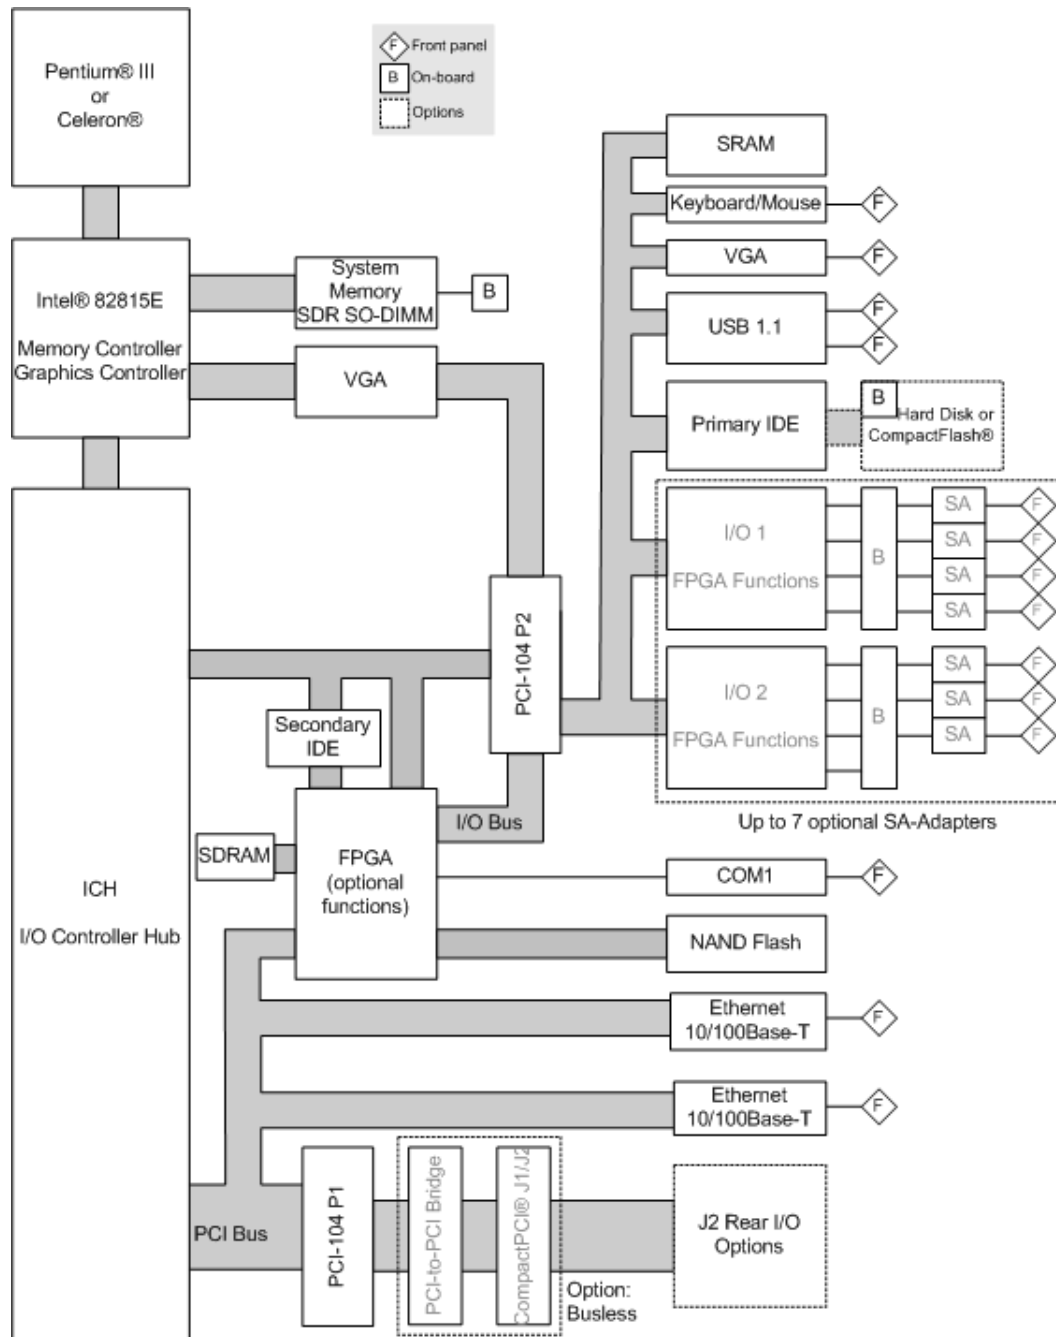 Pentium® III
or
Celeron®
F Front panel
B On-board
Options
Intel® 82815E
Memory Controller
Graphics Controller
System
Memory
SDR SO-DIMM
B
VGA
SRAM
Keyboard/Mouse
F
VGA
F
USB 1.1
F
F
Primary IDE
B
Hard Disk or
CompactFlash®
I/O 1
FPGA Functions
B
SA
F
SA
F
SA
F
SA
F
I/O 2
FPGA Functions
B
SA
F
SA
F
SA
F
Up to 7 optional SA-Adapters
PCI-104 P2
Secondary
IDE
I/O Bus
SDRAM
FPGA
(optional
functions)
COM1
F
NAND Flash
ICH
I/O Controller Hub
Ethernet
10/100Base-T
F
Ethernet
10/100Base-T
F
PCI Bus
PCI-104 P1
PCI-to-PCI Bridge
CompactPCI® J1/J2
Option:
Busless
J2 Rear I/O
Options